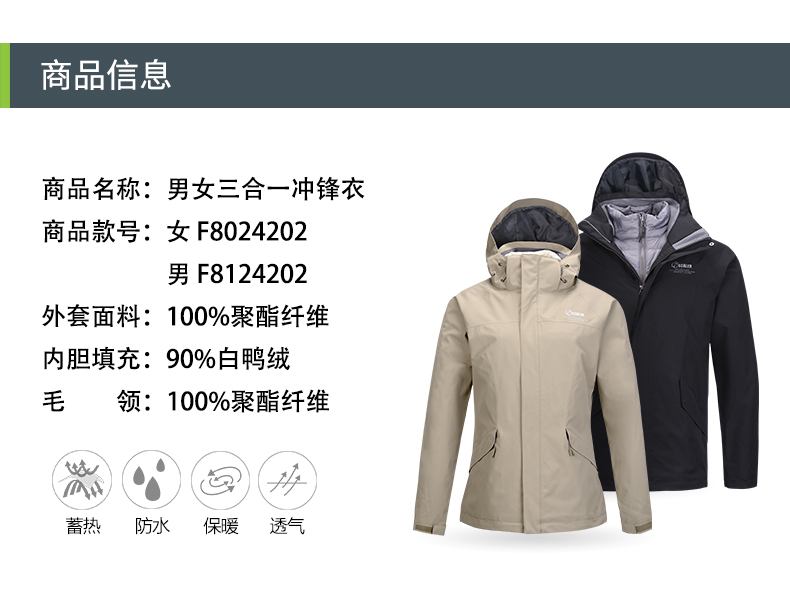 商品信息
商品名称：男女三合一冲锋衣
商品款号：女 F8024202
男 F8124202
外套面料：100%聚酯纤维
内胆填充：90%白鸭绒
毛　　领：100%聚酯纤维
蓄热 防水 保暖 透气